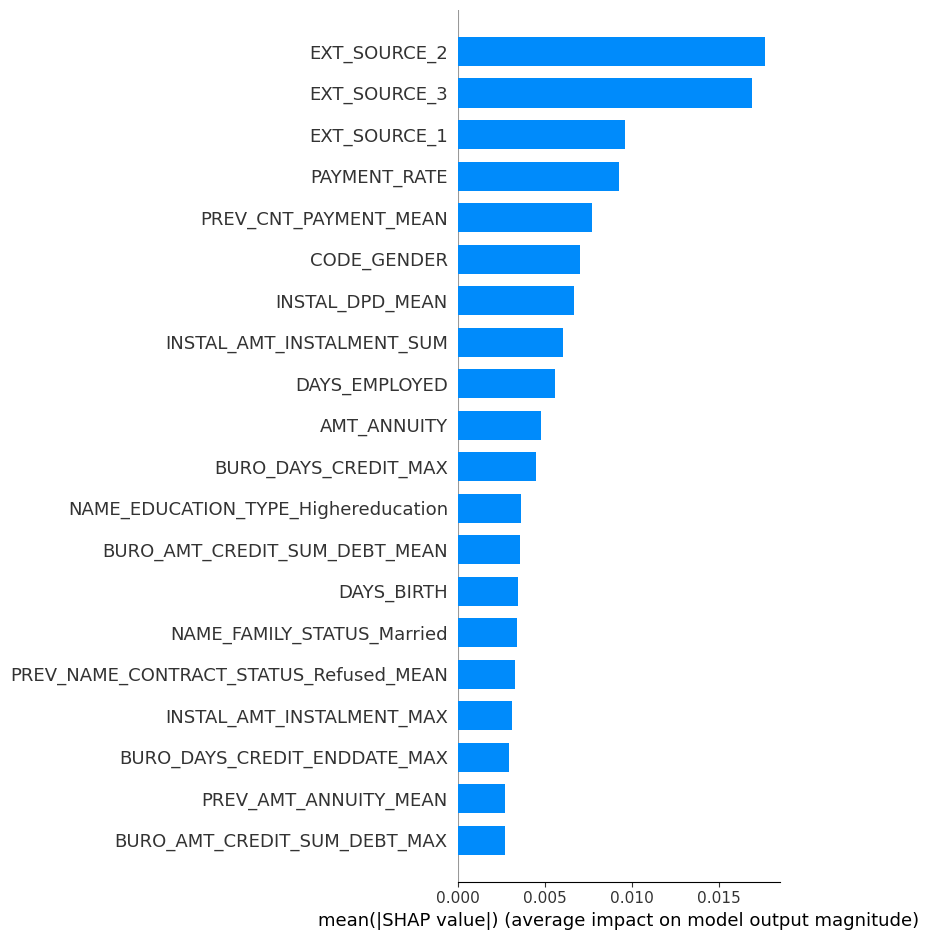 EXT_SOURCE_2
EXT_SOURCE_3
EXT_SOURCE_1
PAYMENT_RATE
PREV_CNT_PAYMENT_MEAN
CODE_GENDER
INSTAL_DPD_MEAN
INSTAL_AMT_INSTALMENT_SUM
DAYS_EMPLOYED
AMT_ANNUITY
BURO_DAYS_CREDIT_MAX
NAME_EDUCATION_TYPE_Highereducation
BURO_AMT_CREDIT_SUM_DEBT_MEAN
DAYS_BIRTH
NAME_FAMILY_STATUS_Married
PREV_NAME_CONTRACT_STATUS_Refused_MEAN
INSTAL_AMT_INSTALMENT_MAX
BURO_DAYS_CREDIT_ENDDATE_MAX
PREV_AMT_ANNUITY_MEAN
BURO_AMT_CREDIT_SUM_DEBT_MAX
0.000 0.005 0.010 0.015
mean(|SHAP value|) (average impact on model output magnitude)